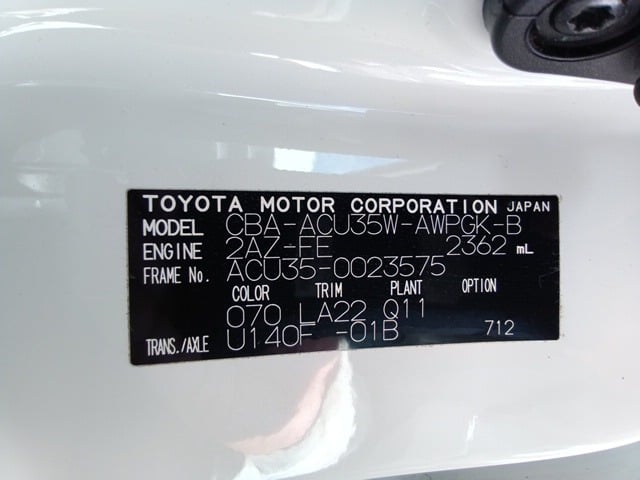 TOYOTA MOTOR CORPORATION JAPAN
MODEL CBA-ACU35W-AWPGK-B
ENGINE 2AZ-FE 2362 mL
FRAME No. ACU35-0023575
COLOR TRIM PLANT OPTION
070 LA22 Q11
TRANS./AXLE U140F -01B 712